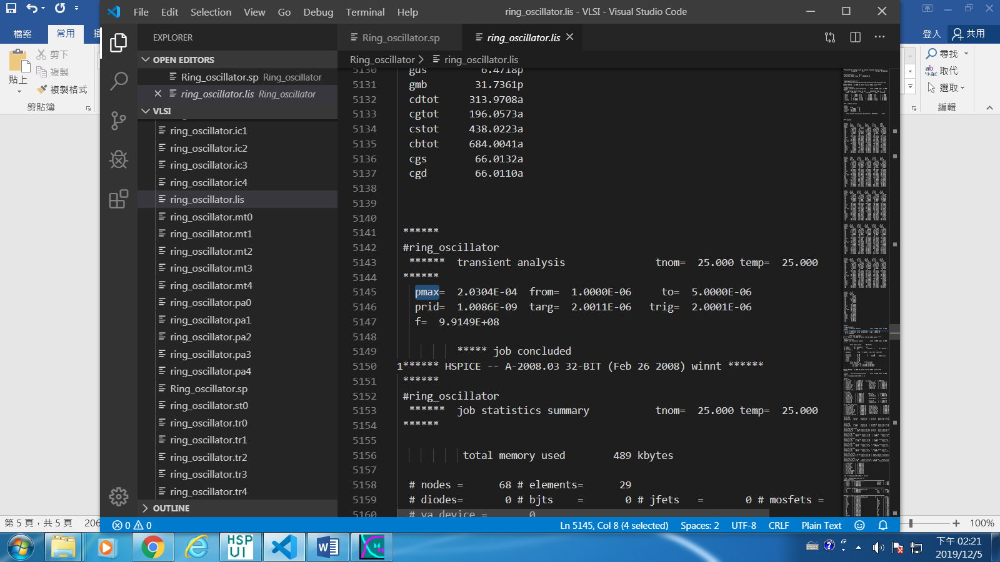 File Edit Selection View Go Debug Terminal Help
ring_oscillator.lis - VLSI - Visual Studio Code
檔案
常用
登入
共用
貼上
剪下
複製
複製格式
剪貼簿
尋找
取代
選取
編輯
EXPLORER
OPEN EDITORS
Ring_oscillator.sp Ring_oscillator
ring_oscillator.lis Ring_oscillator
VLSI
ring_oscillator.ic1
ring_oscillator.ic2
ring_oscillator.ic3
ring_oscillator.ic4
ring_oscillator.lis
ring_oscillator.mt0
ring_oscillator.mt1
ring_oscillator.mt2
ring_oscillator.mt3
ring_oscillator.mt4
ring_oscillator.pa0
ring_oscillator.pa1
ring_oscillator.pa2
ring_oscillator.pa3
ring_oscillator.pa4
Ring_oscillator.sp
ring_oscillator.st0
ring_oscillator.tr0
ring_oscillator.tr1
ring_oscillator.tr2
ring_oscillator.tr3
ring_oscillator.tr4
OUTLINE
Ring_oscillator.sp
ring_oscillator.lis
Ring_oscillator > ring_oscillator.lis
5130 gds 6.4718p
5131 gmb 31.7361p
5132 cdtot 313.9708a
5133 cgtot 196.0573a
5134 cstot 438.0223a
5135 cbtot 684.0041a
5136 cgs 66.0132a
5137 cgd 66.0110a
5138
5139
5140
5141 ******
5142 #ring_oscillator
5143 ****** transient analysis tnom= 25.000 temp= 25.000
5144 ******
5145 pmax= 2.0304E-04 from= 1.0000E-06 to= 5.0000E-06
5146 prid= 1.0086E-09 targ= 2.0011E-06 trig= 2.0001E-06
5147 f= 9.9149E+08
5148
5149 ***** job concluded
5150 1****** HSPICE -- A-2008.03 32-BIT (Feb 26 2008) winnt ******
5151 ******
5152 #ring_oscillator
5153 ****** job statistics summary tnom= 25.000 temp= 25.000
5154 ******
5155
5156 total memory used 489 kbytes
5157
5158 # nodes = 68 # elements= 29
5159 # diodes= 0 # bjts = 0 # jfets = 0 # mosfets =
5160 # va device = 0
第 5 頁，共 5 頁 206
0 0
Ln 5145, Col 8 (4 selected) Spaces: 2 UTF-8 CRLF Plain Text
100%
HSP
UI
下午 02:21
2019/12/5